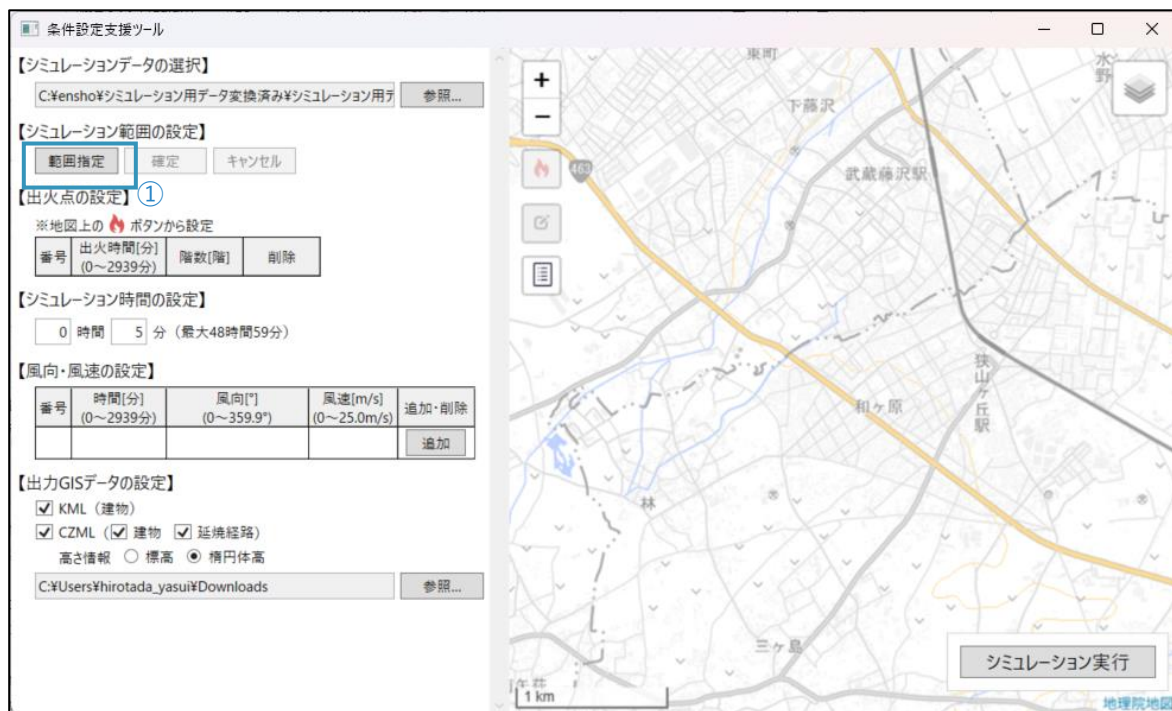 条件設定支援ツール
【シミュレーションデータの選択】
C:¥ensho¥シミュレーション用データ変換済み¥シミュレーション用デ
参照...
【シミュレーション範囲の設定】
範囲指定 確定 キャンセル
①
【出火点の設定】
※地図上の ボタンから設定
番号 出火時間[分] 階数[階] 削除
(0～2939分)
【シミュレーション時間の設定】
0 時間 5 分（最大48時間59分）
【風向・風速の設定】
番号 時間[分] 風向[°] 風速[m/s] 追加・削除
(0～2939分) (0～359.9°) (0～25.0m/s)
追加
【出力GISデータの設定】
KML（建物）
CZML（ 建物 延焼経路）
高さ情報 標高 楕円体高
C:¥Users¥hirotada_yasui¥Downloads
参照...
+
−
東町
水野
下藤沢
463
武蔵藤沢駅
狭山ヶ丘駅
和ヶ原
林
三ヶ島
1 km
シミュレーション実行
地理院地図